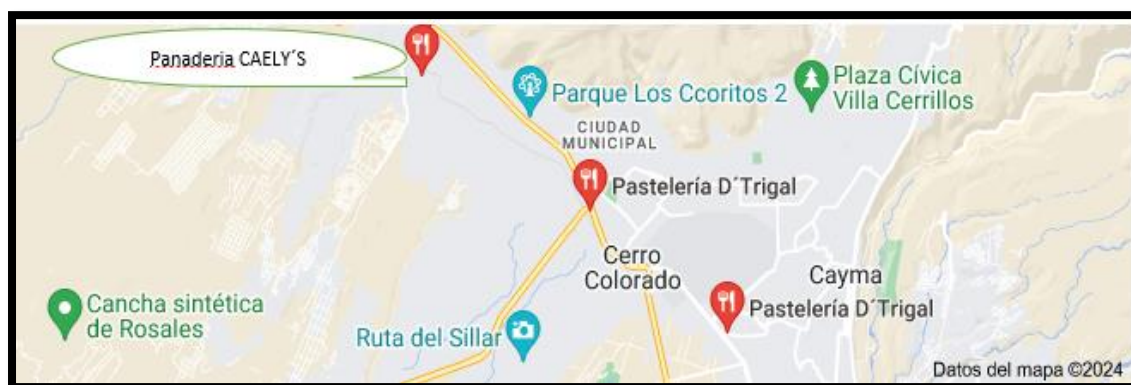 Panaderia CAELY´S
Parque Los Ccoritos 2
Plaza Cívica
Villa Cerrillos
CIUDAD
MUNICIPAL
Pastelería D´Trigal
Cerro
Colorado
Cayma
Pastelería D´Trigal
Cancha sintética
de Rosales
Ruta del Sillar
Datos del mapa ©2024